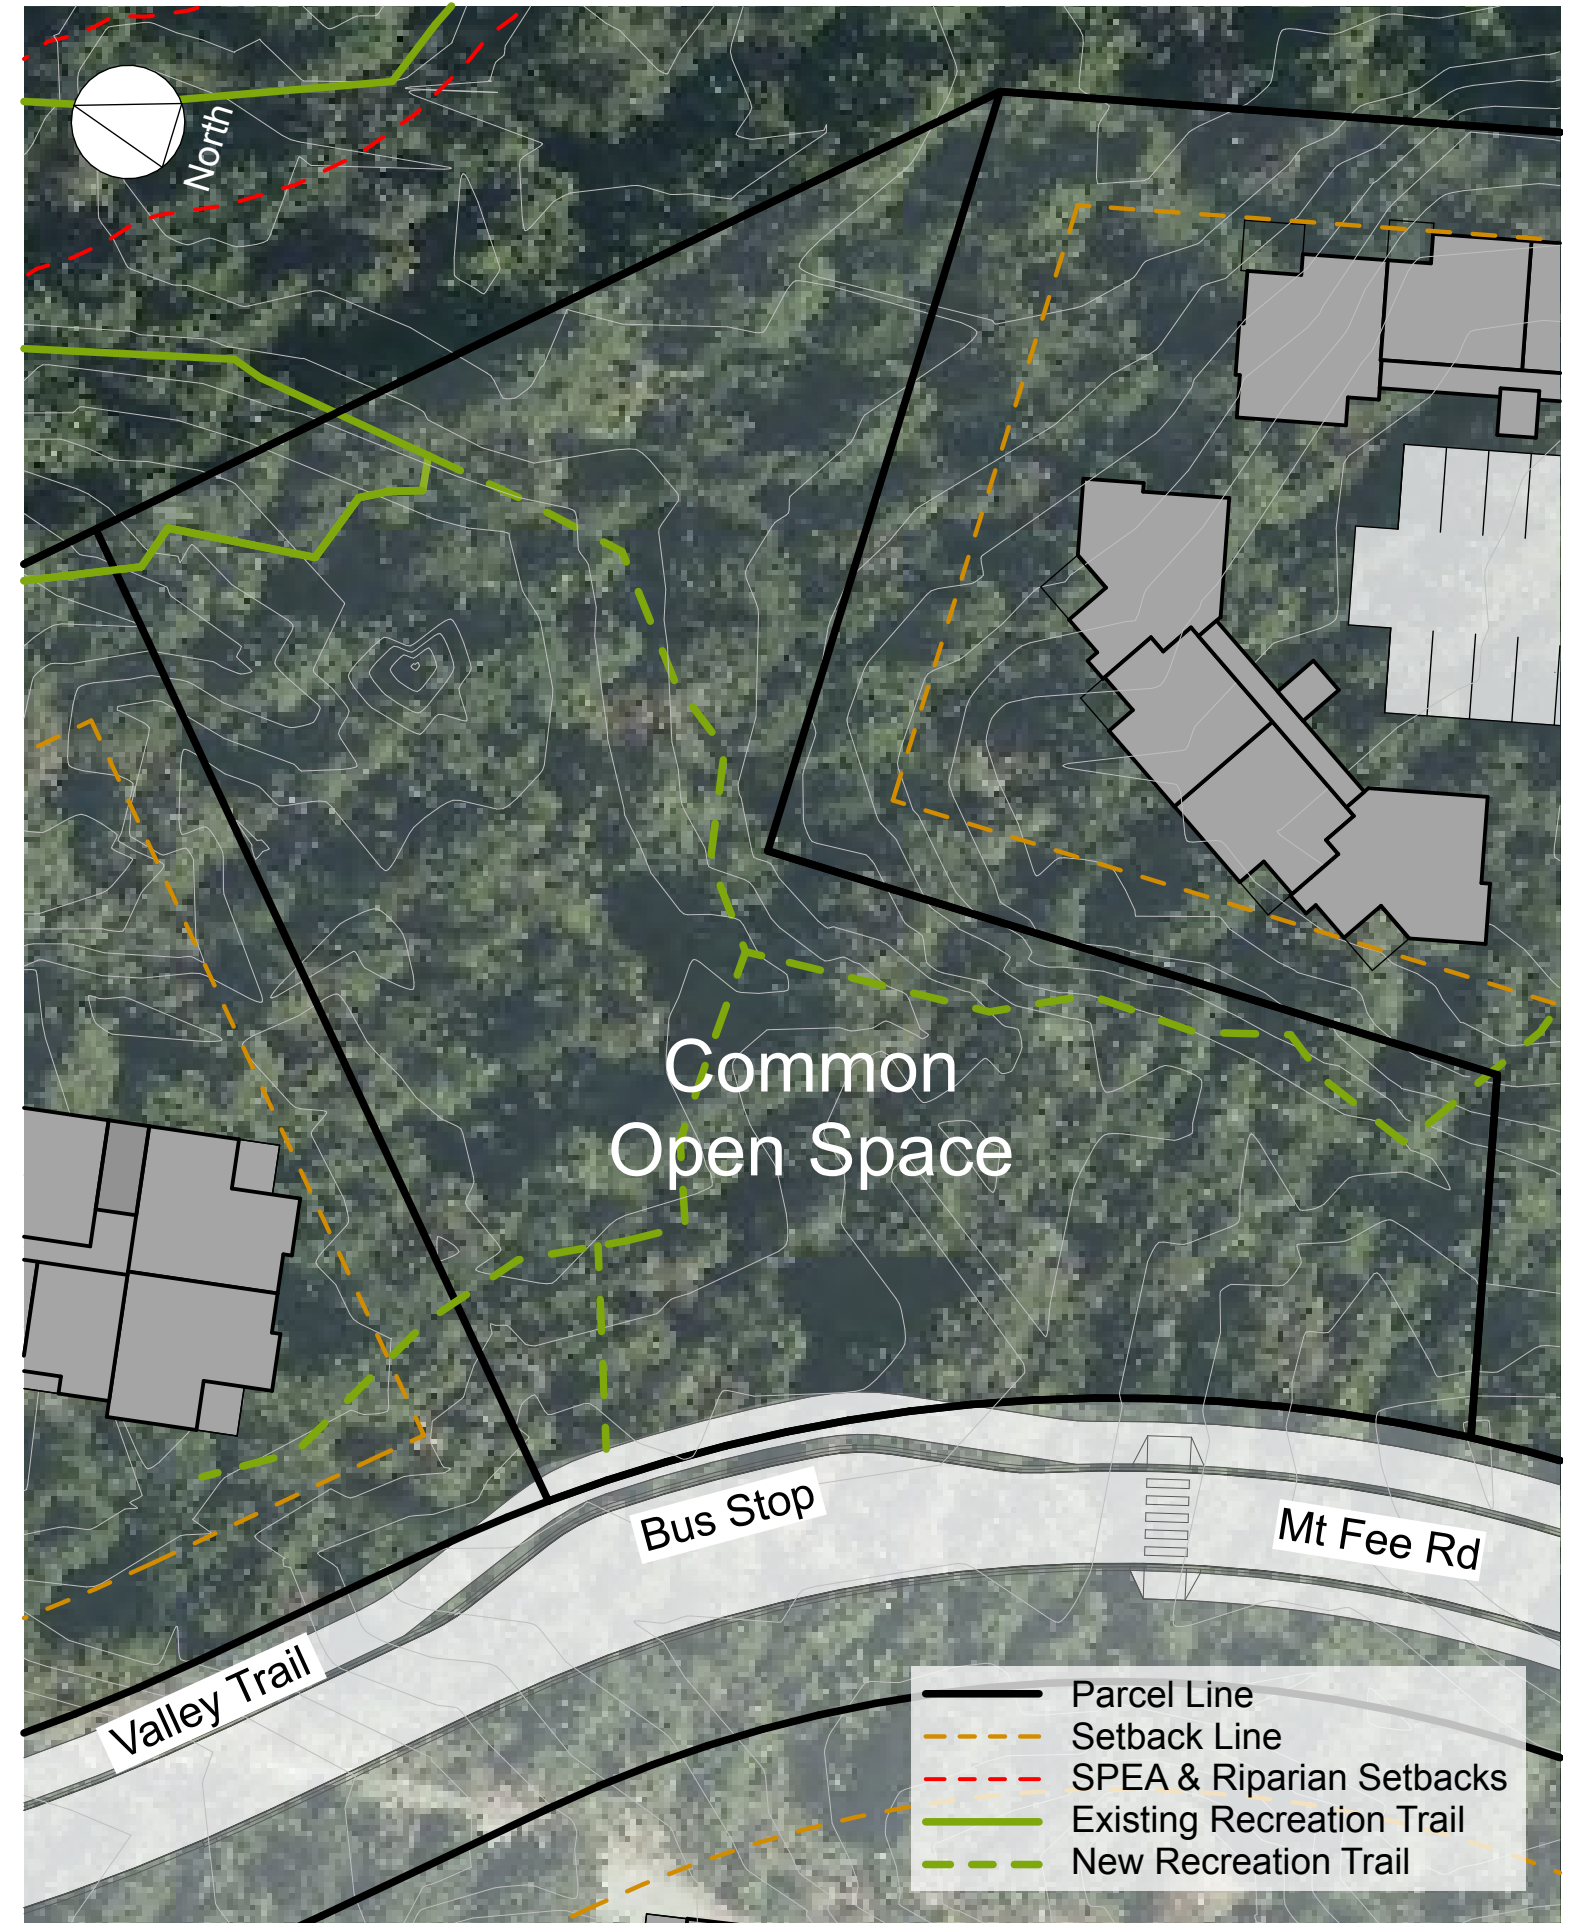 North
Common
Open Space
Bus Stop
Mt Fee Rd
Valley Trail
Parcel Line
Setback Line
SPEA & Riparian Setbacks
Existing Recreation Trail
New Recreation Trail